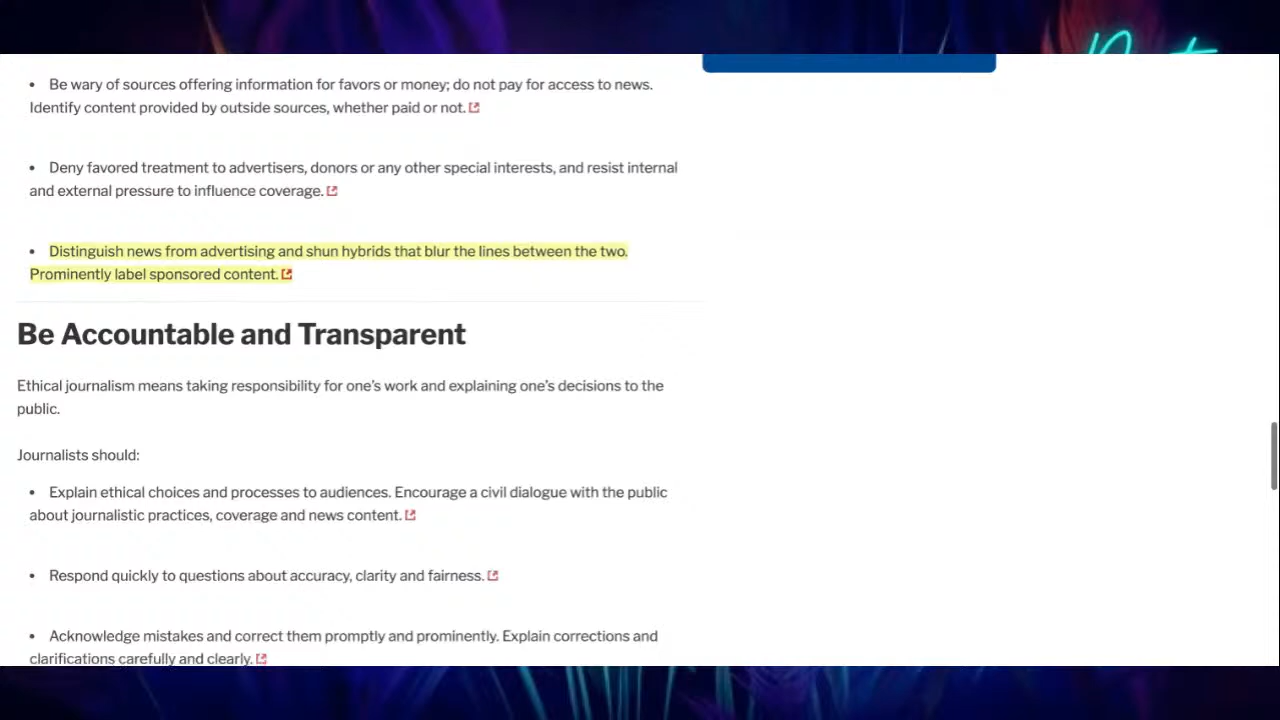 • Be wary of sources offering information for favors or money; do not pay for access to news.
Identify content provided by outside sources, whether paid or not.
• Deny favored treatment to advertisers, donors or any other special interests, and resist internal
and external pressure to influence coverage.
• Distinguish news from advertising and shun hybrids that blur the lines between the two.
Prominently label sponsored content.
Be Accountable and Transparent
Ethical journalism means taking responsibility for one’s work and explaining one’s decisions to the
public.
Journalists should:
• Explain ethical choices and processes to audiences. Encourage a civil dialogue with the public
about journalistic practices, coverage and news content.
• Respond quickly to questions about accuracy, clarity and fairness.
• Acknowledge mistakes and correct them promptly and prominently. Explain corrections and
clarifications carefully and clearly.